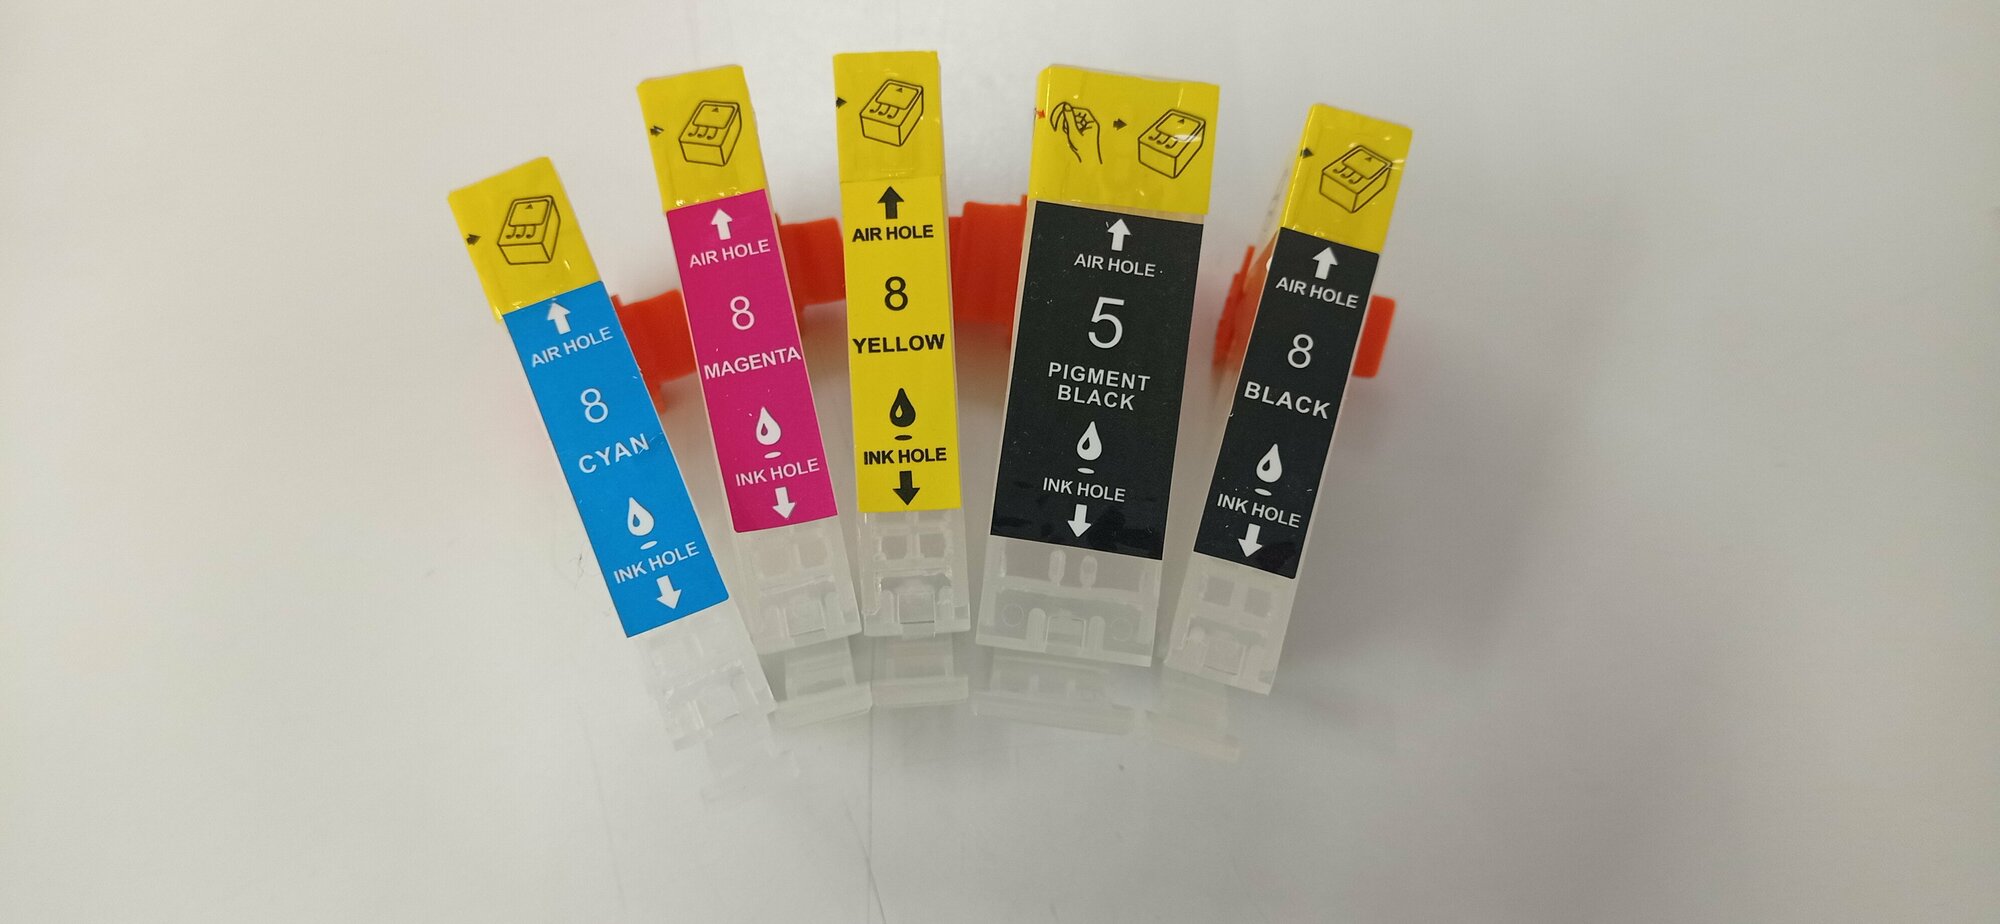 AIR HOLE
8
CYAN
INK HOLE
AIR HOLE
8
MAGENTA
INK HOLE
AIR HOLE
8
YELLOW
INK HOLE
AIR HOLE
5
PIGMENT
BLACK
INK HOLE
AIR HOLE
8
BLACK
INK HOLE